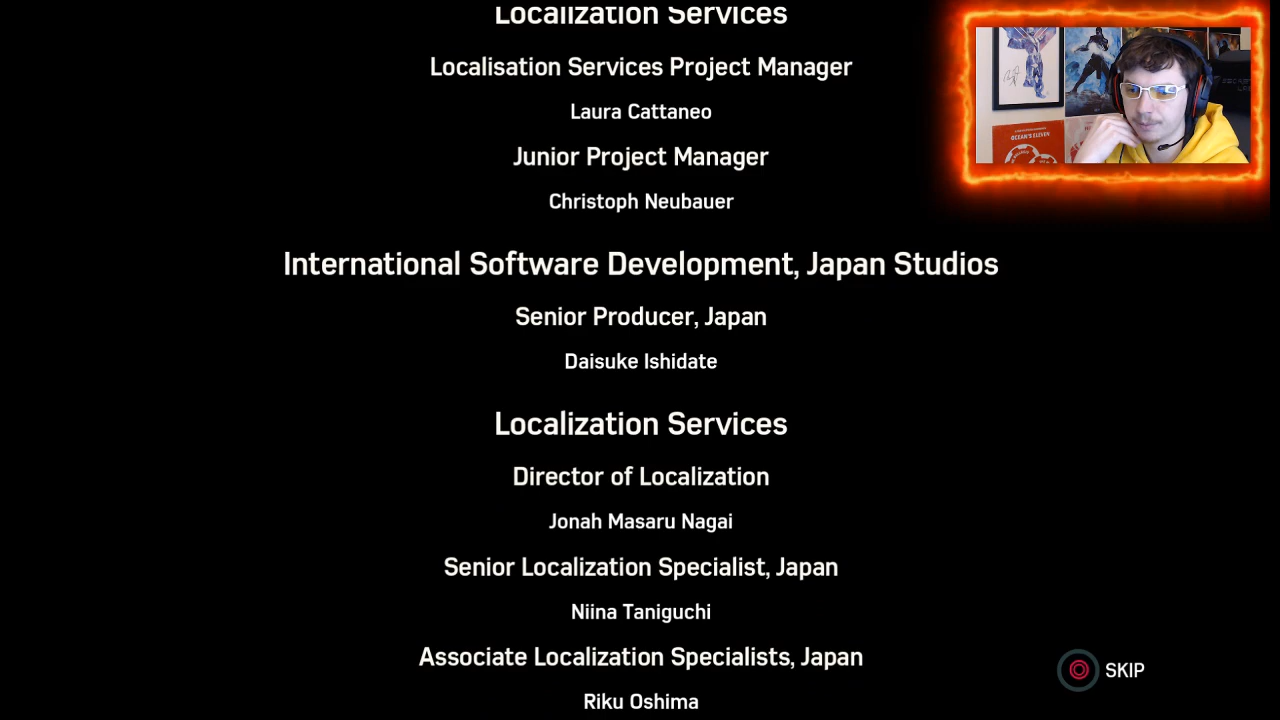 Localization Services
Localisation Services Project Manager
Laura Cattaneo
Junior Project Manager
Christoph Neubauer
International Software Development, Japan Studios
Senior Producer, Japan
Daisuke Ishidate
Localization Services
Director of Localization
Jonah Masaru Nagai
Senior Localization Specialist, Japan
Niina Taniguchi
Associate Localization Specialists, Japan
Riku Oshima
SKIP
OCEAN'S ELEVEN